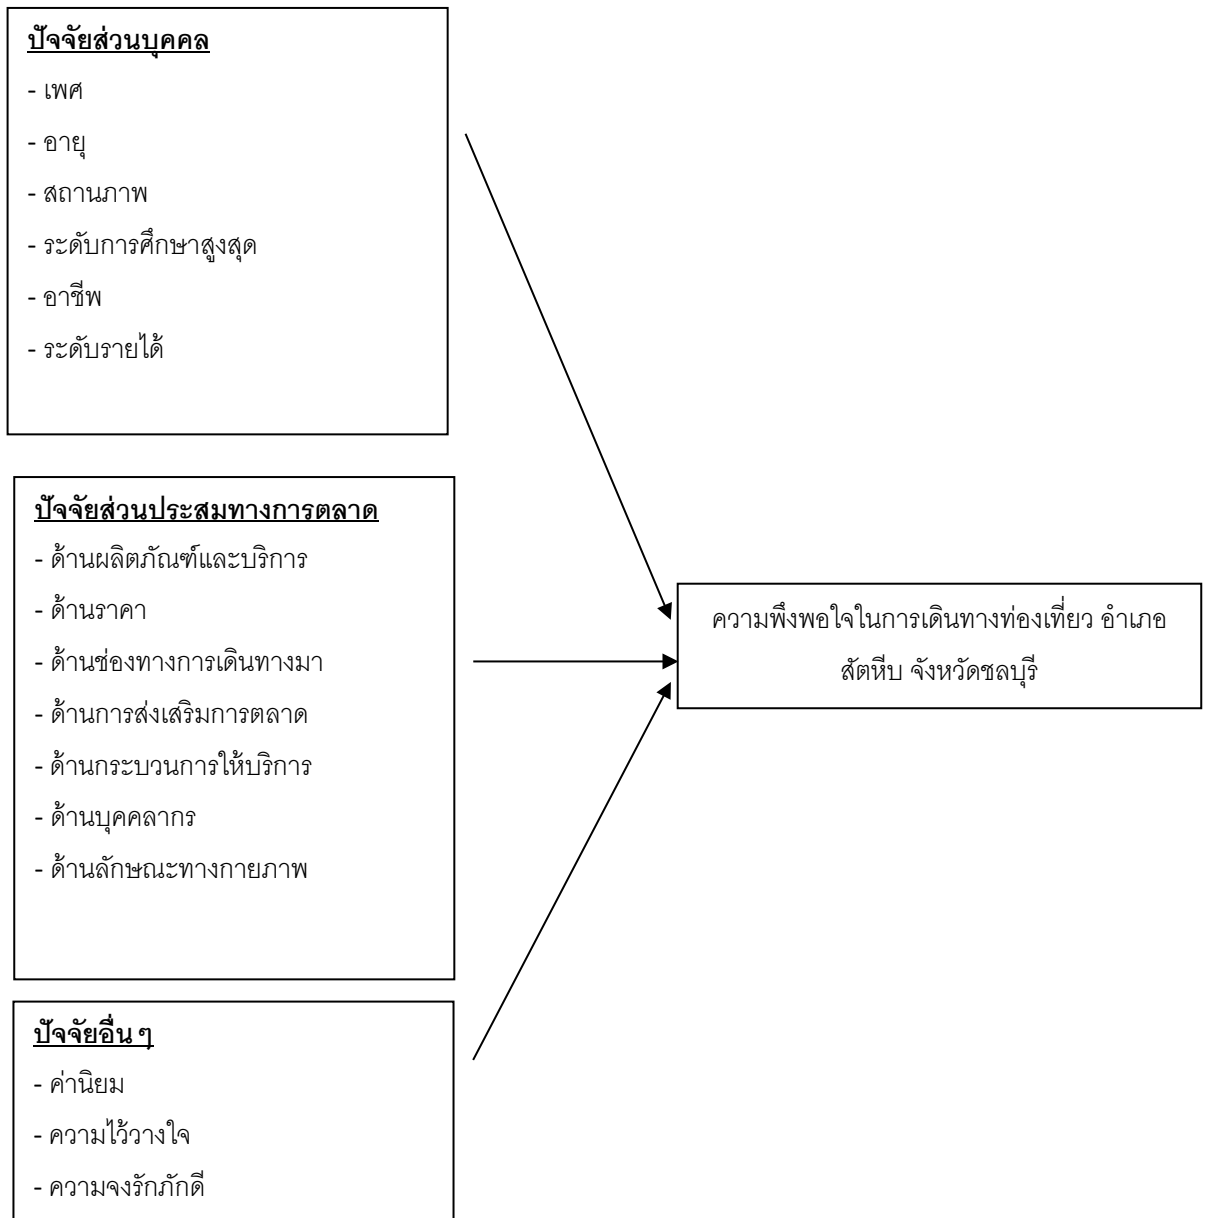 ปัจจัยส่วนบุคคล
- เพศ
- อายุ
- สถานภาพ
- ระดับการศึกษาสูงสุด
- อาชีพ
- ระดับรายได้
ปัจจัยส่วนประสมทางการตลาด
- ด้านผลิตภัณฑ์และบริการ
- ด้านราคา
- ด้านช่องทางการเดินทางมา
- ด้านการส่งเสริมการตลาด
- ด้านกระบวนการให้บริการ
- ด้านบุคคลากร
- ด้านลักษณะทางกายภาพ
ปัจจัยอื่น ๆ
- ค่านิยม
- ความไว้วางใจ
- ความจงรักภักดี
ความพึงพอใจในการเดินทางท่องเที่ยว อำเภอ
สัตหีบ จังหวัดชลบุรี